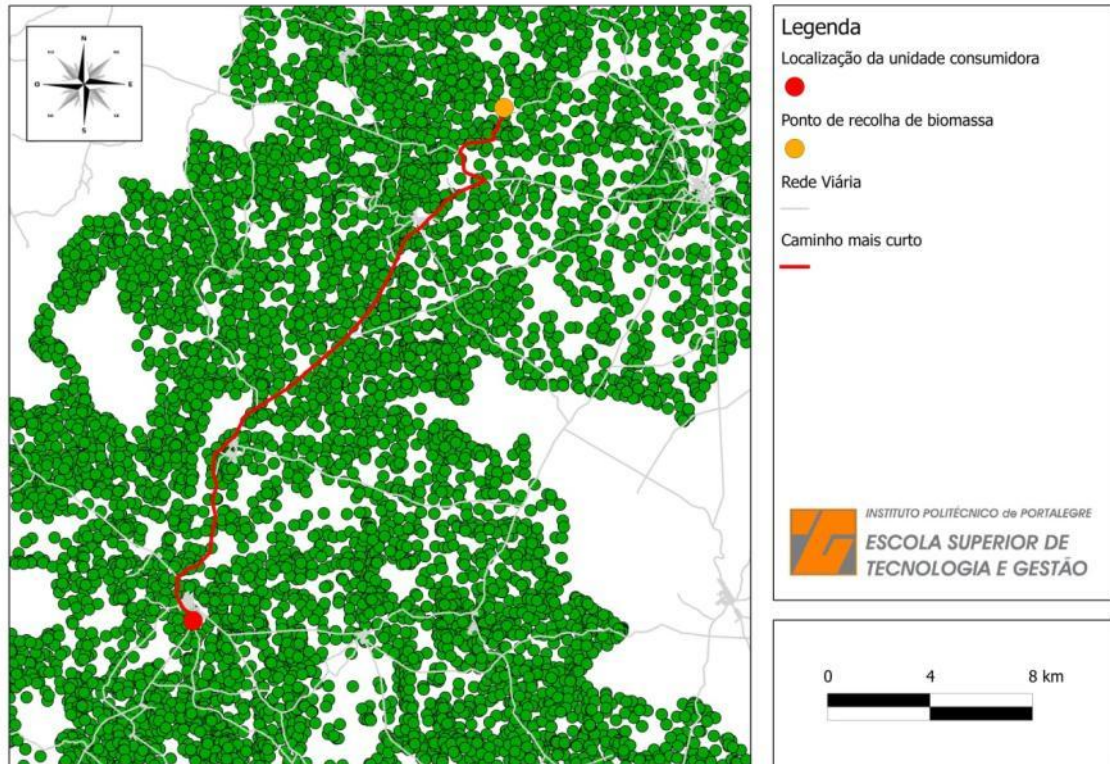 N
O
E
S
Legenda
Localização da unidade consumidora
Ponto de recolha de biomassa
Rede Viária
Caminho mais curto
INSTITUTO POLITÉCNICO de PORTALEGRE
ESCOLA SUPERIOR DE
TECNOLOGIA E GESTÃO
0 4 8 km